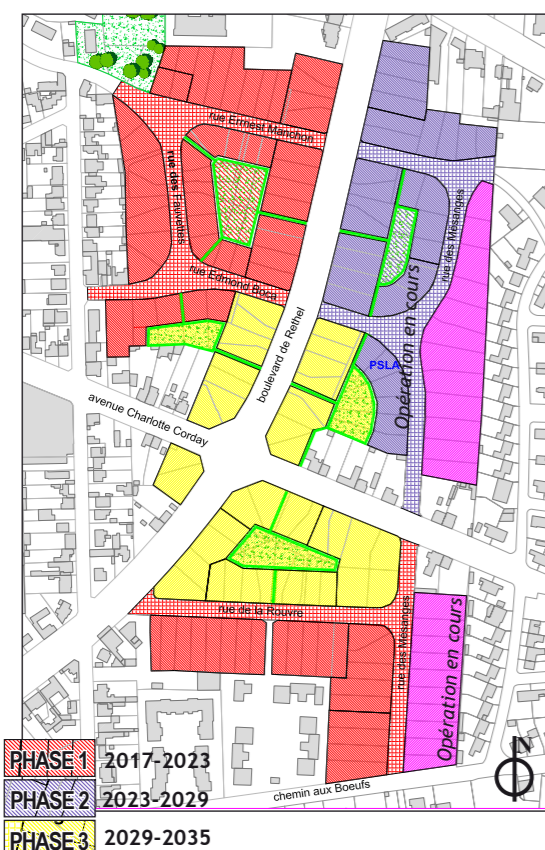 rue Ernest Manchon
rue des Fauvettes
rue des Mésanges
rue Edmond Bocq
Opération en cours
boulevard de Rethel
PSLA
avenue Charlotte Corday
rue de la Rouvre
rue des Mésanges
Opération en cours
N
chemin aux Boeufs
PHASE 1 2017-2023
PHASE 2 2023-2029
PHASE 3 2029-2035